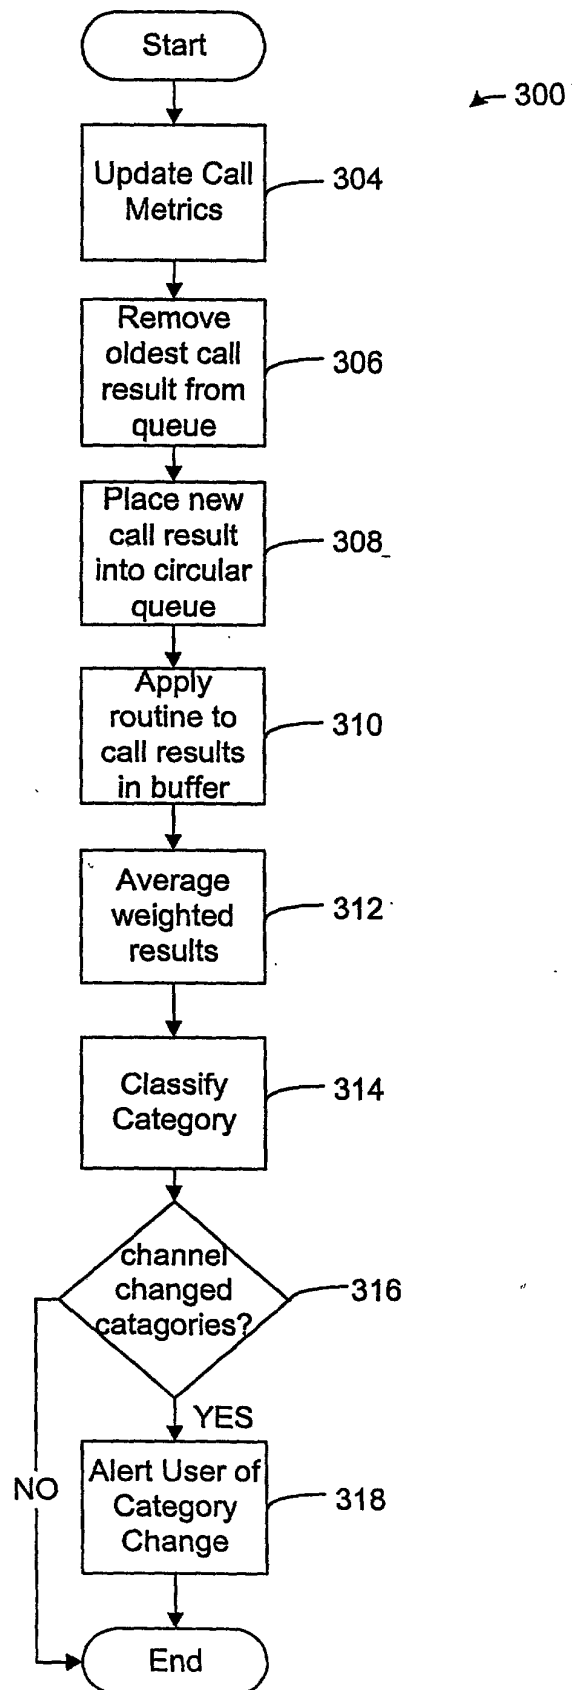 Start
300
Update Call
Metrics
304
Remove
oldest call
result from
queue
306
Place new
call result
into circular
queue
308
Apply
routine to
call results
in buffer
310
Average
weighted
results
312
Classify
Category
314
channel
changed
catagories?
316
YES
NO
Alert User of
Category
Change
318
End